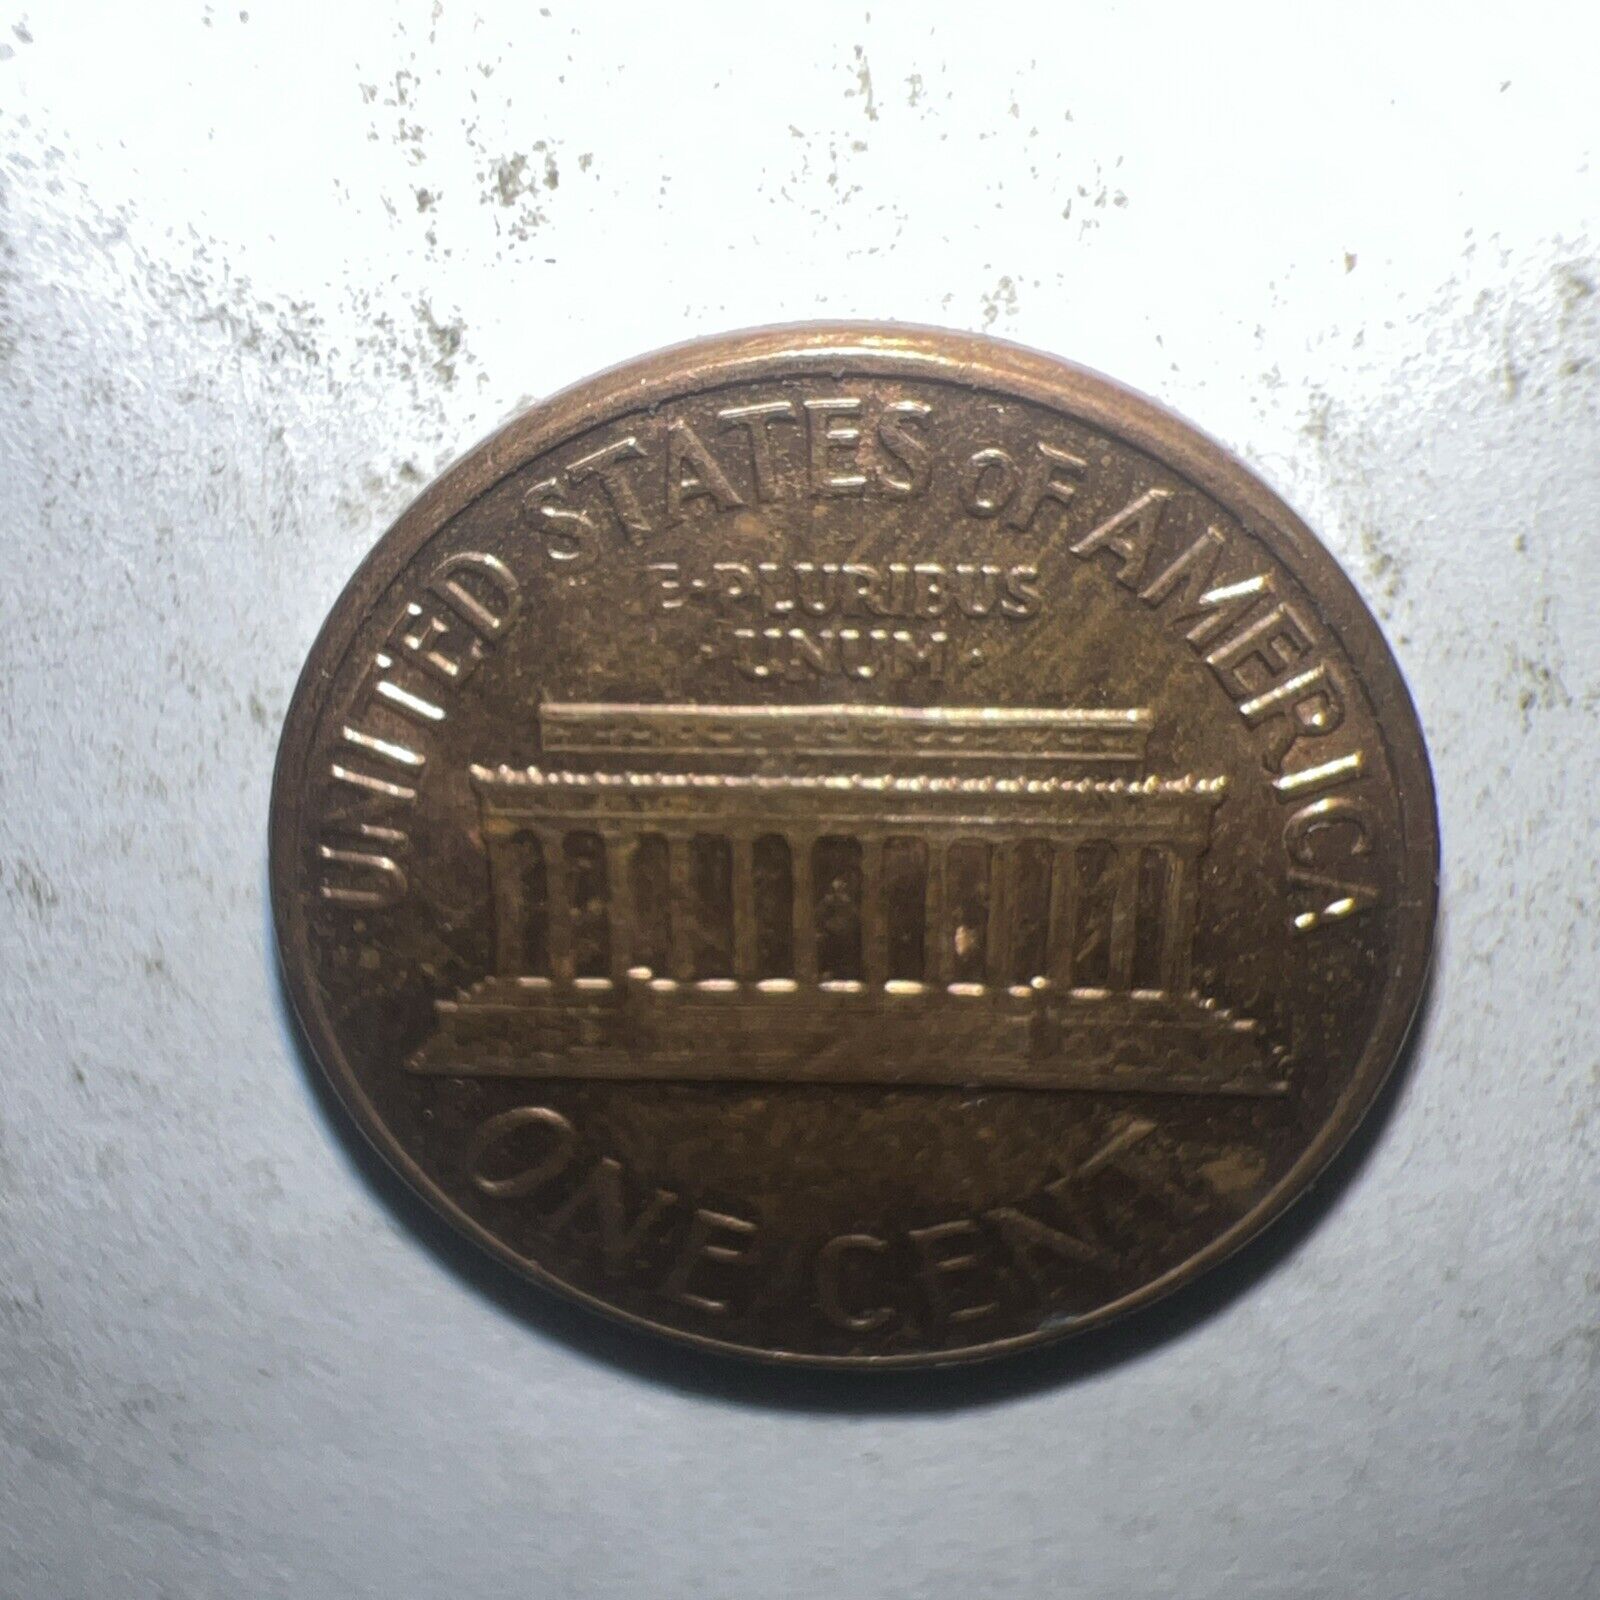 UNITED STATES OF AMERICA
E·PLURIBUS
·UNUM·
ONE CENT